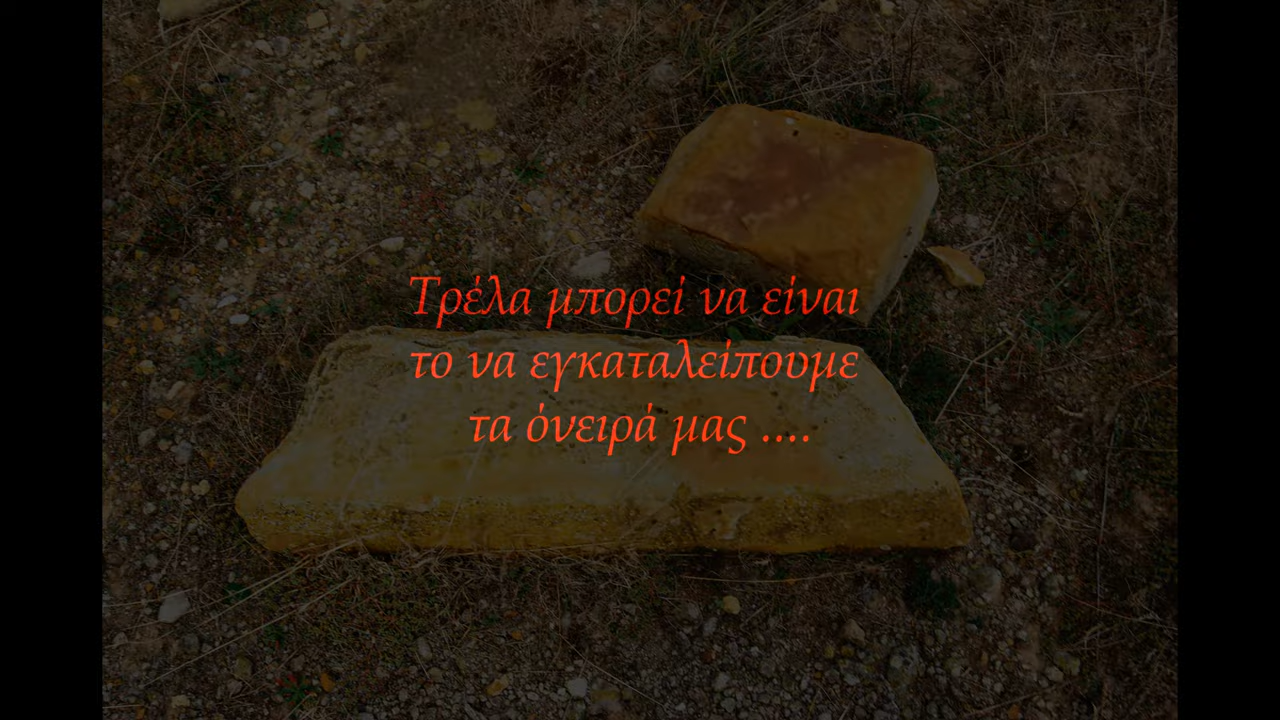 Τρέλα μπορεί να είναι
το να εγκαταλείπουμε
τα όνειρά μας ....